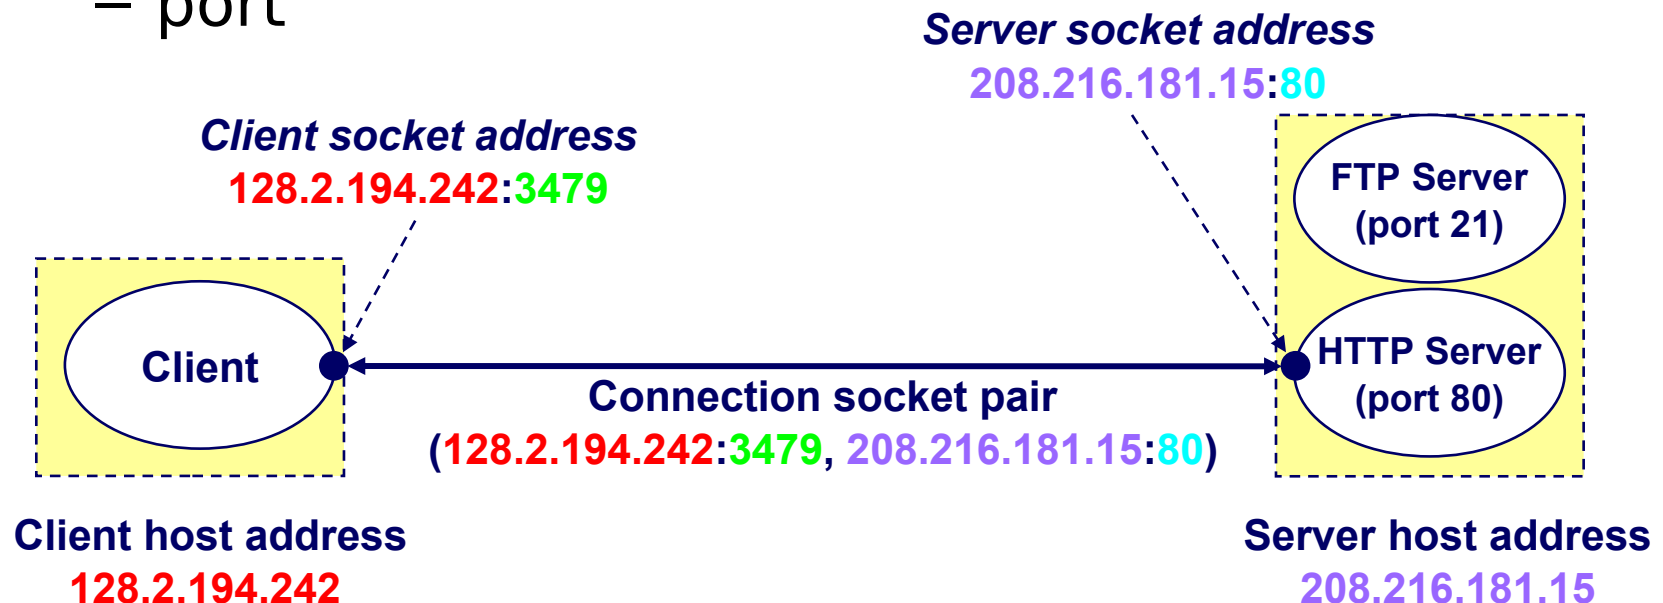 – port
Server socket address
208.216.181.15:80
Client socket address
128.2.194.242:3479
FTP Server
(port 21)
Client
HTTP Server
(port 80)
Connection socket pair
(128.2.194.242:3479, 208.216.181.15:80)
Client host address
128.2.194.242
Server host address
208.216.181.15